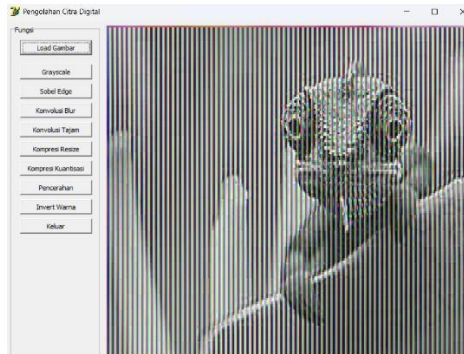 Pengolahan Citra Digital
Fungsi
Load Gambar
Grayscale
Sobel Edge
Konvolusi Blur
Konvolusi Tajam
Kompresi Resize
Kompresi Kuantisasi
Pencerahan
Invert Warna
Keluar